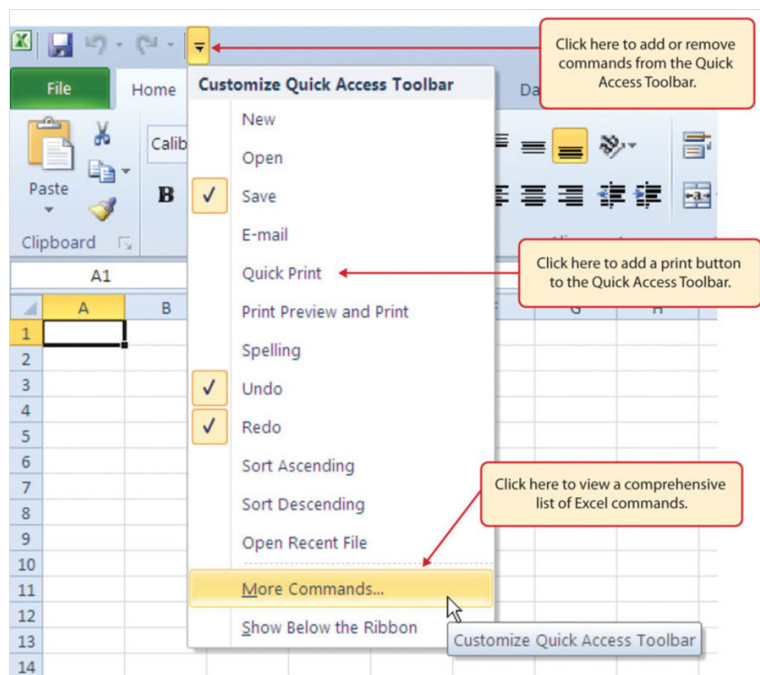 Click here to add or remove
commands from the Quick
Access Toolbar.
File
Home
Customize Quick Access Toolbar
Da
New
Open
Calib
Paste
B
Save
Clipboard
E-mail
A1
Quick Print
Click here to add a print button
to the Quick Access Toolbar.
A
B
G
H
Print Preview and Print
1
2
3
4
5
6
7
8
9
10
11
12
13
14
Spelling
Undo
Redo
Sort Ascending
Sort Descending
Open Recent File
Click here to view a comprehensive
list of Excel commands.
More Commands...
Show Below the Ribbon
Customize Quick Access Toolbar